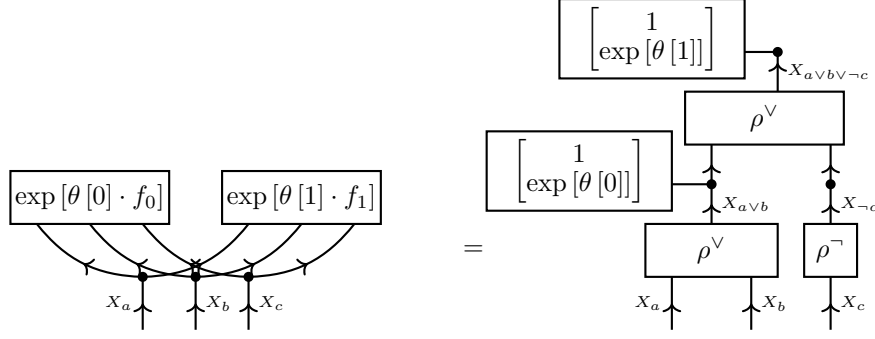 exp [θ [0] · f₀]
exp [θ [1] · f₁]
X_a
X_b
X_c
=
[ 1
exp [θ [1]] ]
X_{a∨b∨¬c}
ρ^∨
[ 1
exp [θ [0]] ]
X_{a∨b}
X_{¬c}
ρ^∨
ρ^¬
X_a
X_b
X_c